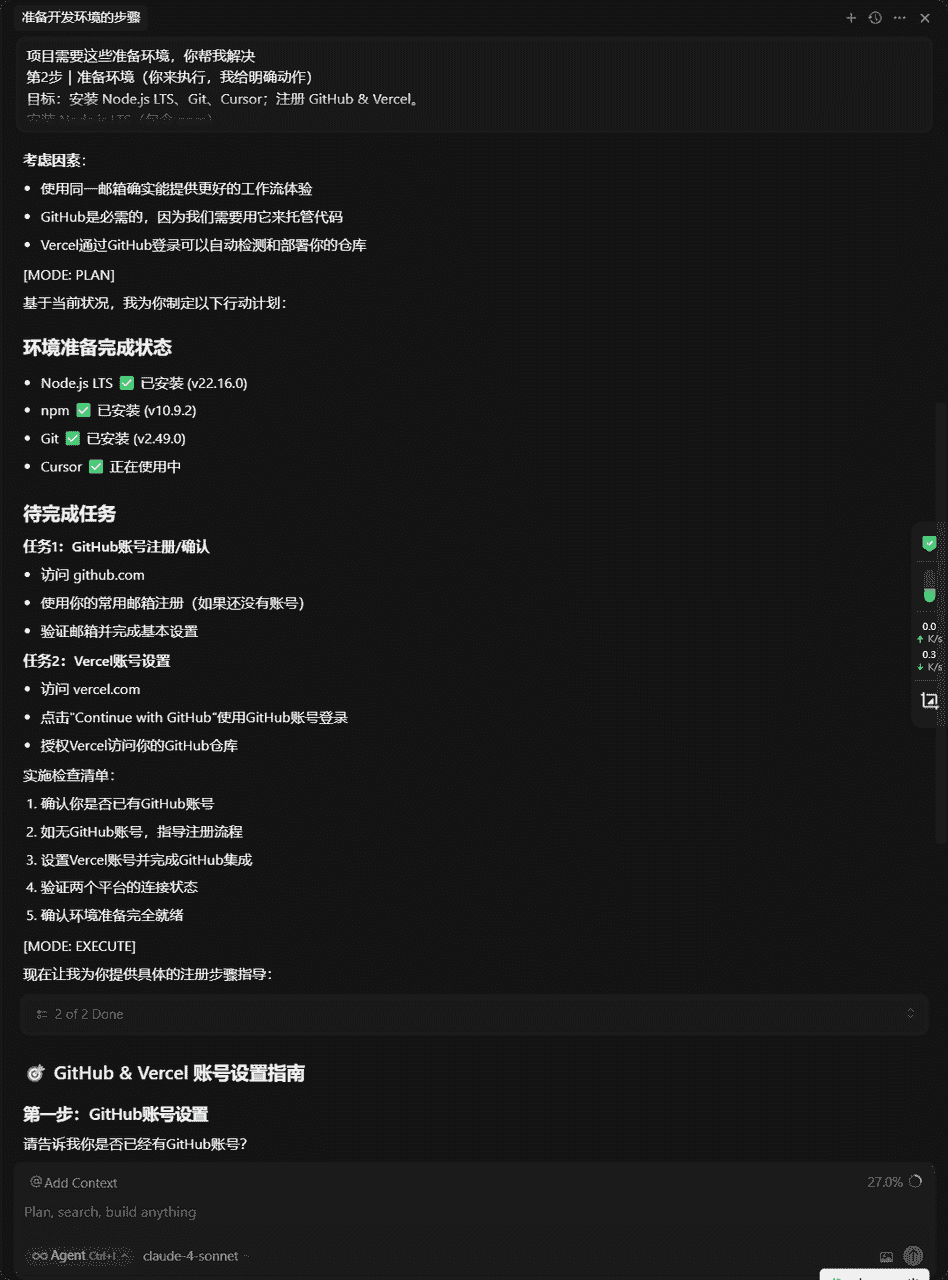 准备开发环境的步骤
项目需要这些准备环境，你帮我解决
第2步 | 准备环境（你来执行，我给明确动作）
目标：安装 Node.js LTS、Git、Cursor；注册 GitHub & Vercel。
安装 Node.js LTS（包含 npm）
考虑因素：
• 使用同一邮箱确实能提供更好的工作流体验
• GitHub是必需的，因为我们需要用它来托管代码
• Vercel通过GitHub登录可以自动检测和部署你的仓库
[MODE: PLAN]
基于当前状况，我为你制定以下行动计划：
环境准备完成状态
• Node.js LTS ✅ 已安装 (v22.16.0)
• npm ✅ 已安装 (v10.9.2)
• Git ✅ 已安装 (v2.49.0)
• Cursor ✅ 正在使用中
待完成任务
任务1：GitHub账号注册/确认
• 访问 github.com
• 使用你的常用邮箱注册（如果还没有账号）
• 验证邮箱并完成基本设置
任务2：Vercel账号设置
• 访问 vercel.com
• 点击"Continue with GitHub"使用GitHub账号登录
• 授权Vercel访问你的GitHub仓库
实施检查清单：
1. 确认你是否已有GitHub账号
2. 如无GitHub账号，指导注册流程
3. 设置Vercel账号并完成GitHub集成
4. 验证两个平台的连接状态
5. 确认环境准备完全就绪
[MODE: EXECUTE]
现在让我为你提供具体的注册步骤指导：
2 of 2 Done
🎯 GitHub & Vercel 账号设置指南
第一步：GitHub账号设置
请告诉我你是否已经有GitHub账号？
@ Add Context
27.0%
Plan, search, build anything
∞ Agent Ctrl+I
claude-4-sonnet
0.0
K/s
0.3
K/s